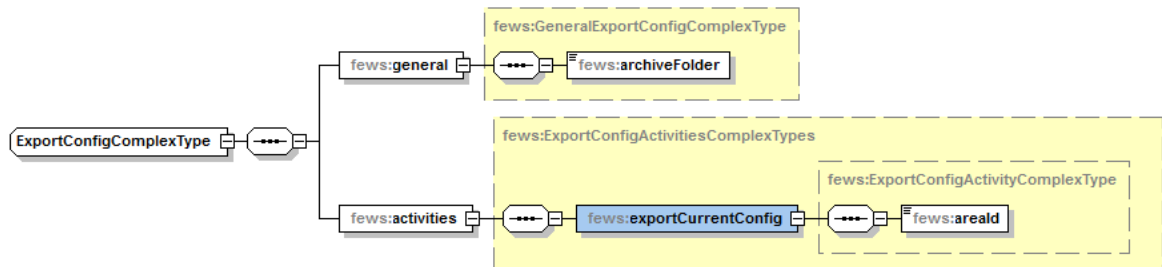 fews:GeneralExportConfigComplexType
fews:general
fews:archiveFolder
ExportConfigComplexType
fews:ExportConfigActivitiesComplexTypes
fews:ExportConfigActivityComplexType
fews:activities
fews:exportCurrentConfig
fews:areaId